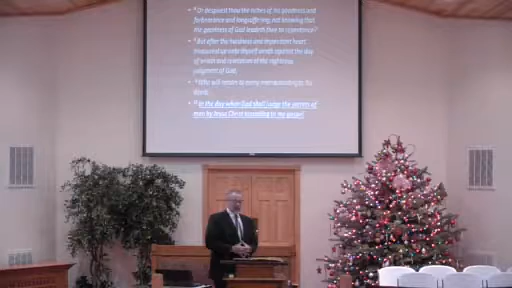 • ⁴ Or despisest thou the riches of his goodness and
forbearance and longsuffering; not knowing that
the goodness of God leadeth thee to repentance?
• ⁵ But after thy hardness and impenitent heart
treasurest up unto thyself wrath against the day
of wrath and revelation of the righteous
judgment of God;
• ⁶ Who will render to every man according to his
deeds:
• ¹⁶ In the day when God shall judge the secrets of
men by Jesus Christ according to my gospel.